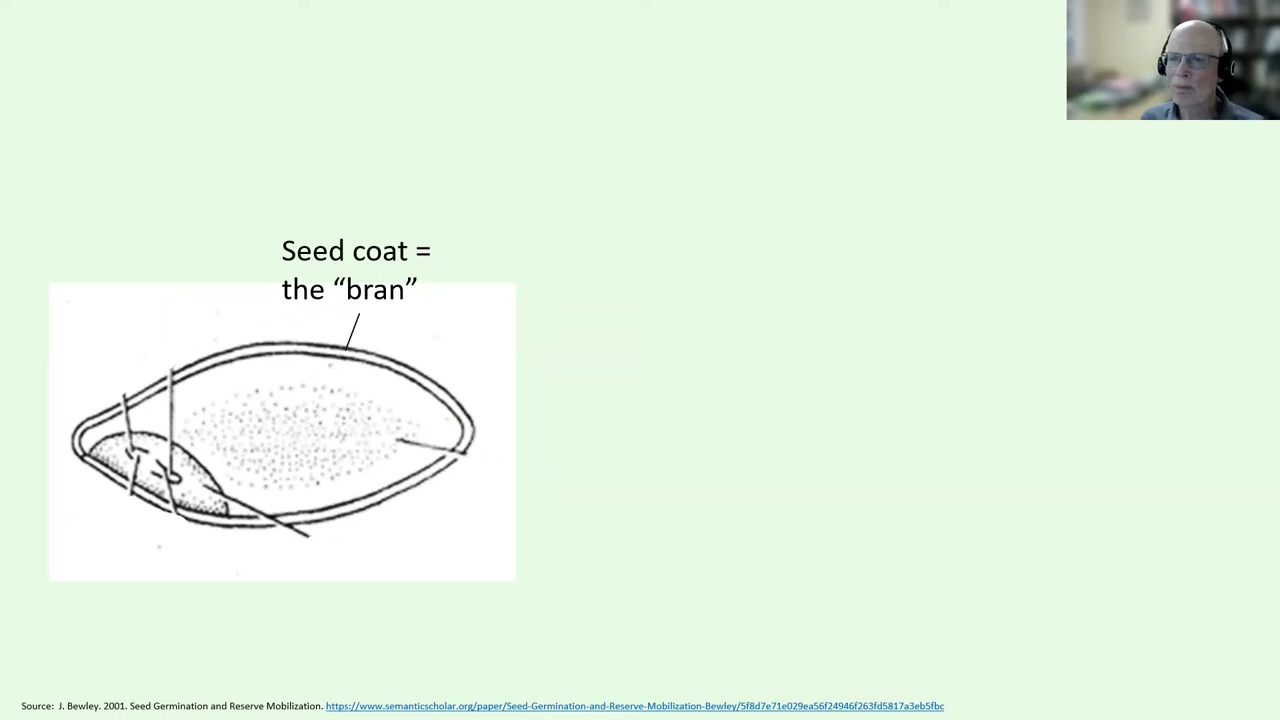 Seed coat =
the “bran”
Source:  J. Bewley. 2001. Seed Germination and Reserve Mobilization. https://www.semanticscholar.org/paper/Seed-Germination-and-Reserve-Mobilization-Bewley/5f8d7e71e029ea56f24946f263fd5817a3eb5fbc